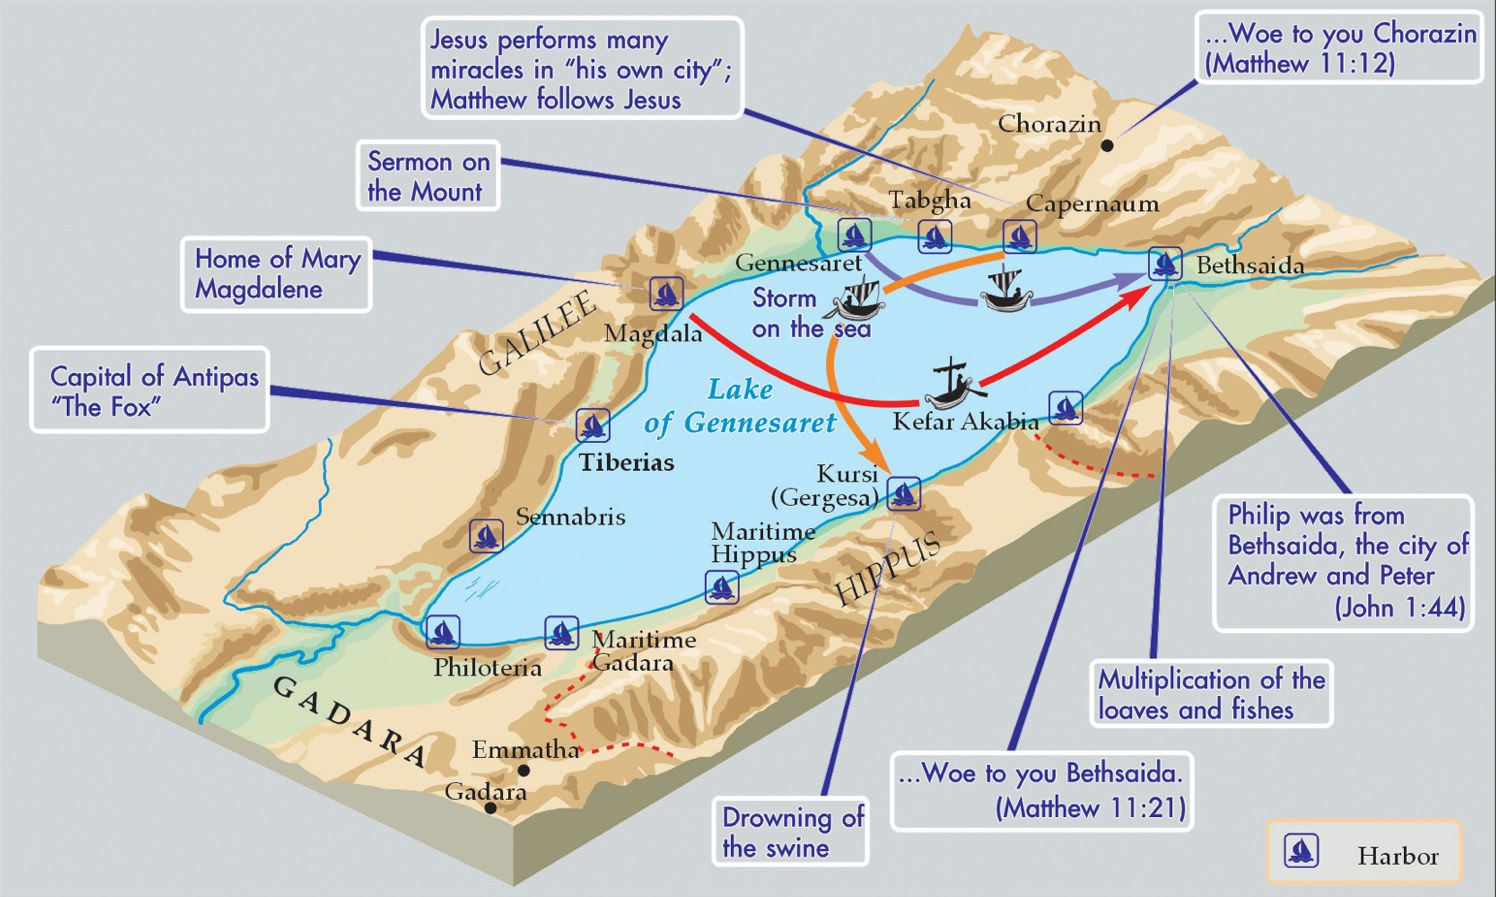 Jesus performs many
miracles in “his own city”;
Matthew follows Jesus
...Woe to you Chorazin
(Matthew 11:12)
Chorazin
Sermon on
the Mount
Tabgha
Capernaum
Home of Mary
Magdalene
Gennesaret
Bethsaida
Storm
on the sea
GALILEE
Magdala
Capital of Antipas
“The Fox”
Lake
of Gennesaret
Kefar Akabia
Tiberias
Kursi
(Gergesa)
Sennabris
Maritime
Hippus
HIPPUS
Philip was from
Bethsaida, the city of
Andrew and Peter
(John 1:44)
Maritime
Gadara
Philoteria
GADARA
Multiplication of the
loaves and fishes
Emmatha
Gadara
...Woe to you Bethsaida.
(Matthew 11:21)
Drowning of
the swine
Harbor